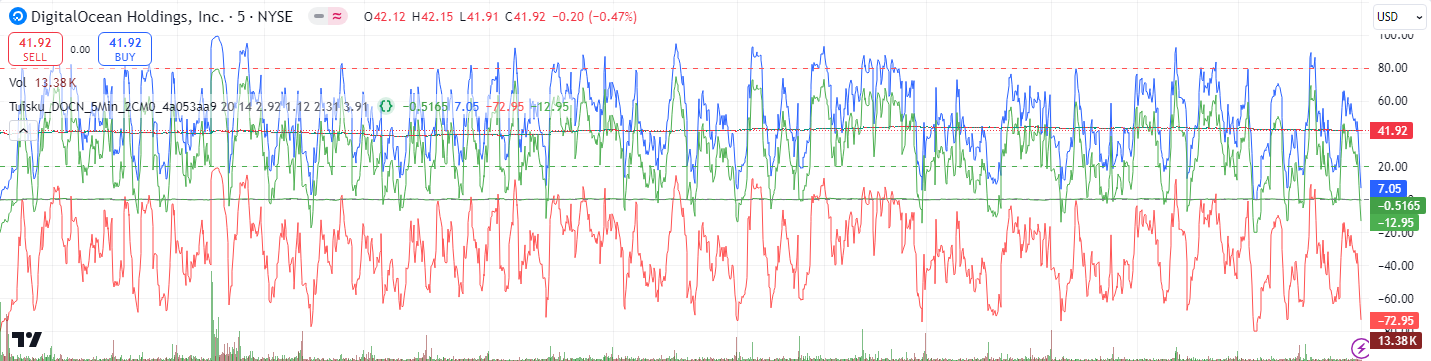 DigitalOcean Holdings, Inc. · 5 · NYSE O42.12 H42.15 L41.91 C41.92 −0.20 (−0.47%)
USD
41.92
SELL
0.00
41.92
BUY
Vol 13.38K
Tuisku_DOCN_5Min_2CM0_4a053aa9 20 14 2.92 1.12 2.31 3.91 −0.5165 7.05 −72.95 −12.95
100.00
80.00
60.00
41.92
20.00
7.05
−0.5165
−12.95
−20.00
−40.00
−60.00
−72.95
13.38K